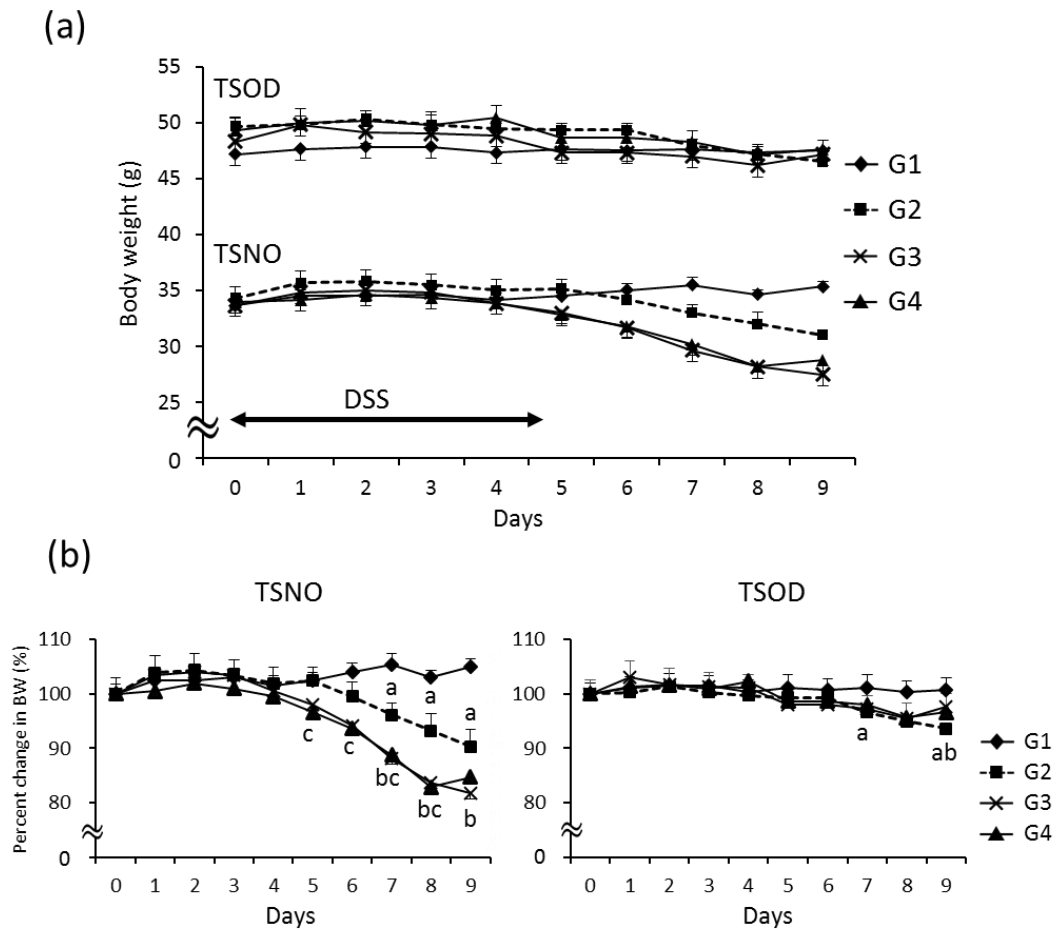 (a)
55
TSOD
50
45
40
TSNO
35
30
25
0
Body weight (g)
DSS
0 1 2 3 4 5 6 7 8 9
Days
G1
G2
G3
G4
(b)
TSNO
110
100
90
80
0
Percent change in BW (%)
a a a
c c bc bc b
0 1 2 3 4 5 6 7 8 9
Days
TSOD
110
100
90
80
0
a ab
0 1 2 3 4 5 6 7 8 9
Days
G1
G2
G3
G4